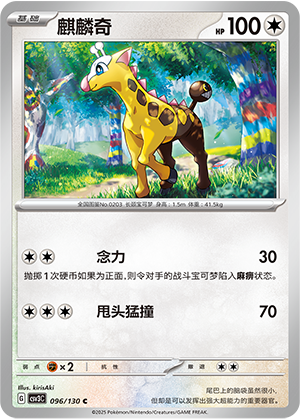 基础 麒麟奇 HP 100
全国图鉴No.0203 长颈宝可梦 身高：1.5m 体重：41.5kg
念力 30
抛掷1次硬币如果为正面，则令对手的战斗宝可梦陷入麻痹状态。
甩头猛撞 70
弱点 ×2 抗性 撤退
Illus. kirisAki
G CSV3C 096/130 C
尾巴上的脑虽然很小，
但却是可以发挥出强大超能力的重要器官。
©2025 Pokémon/Nintendo/Creatures/GAME FREAK.